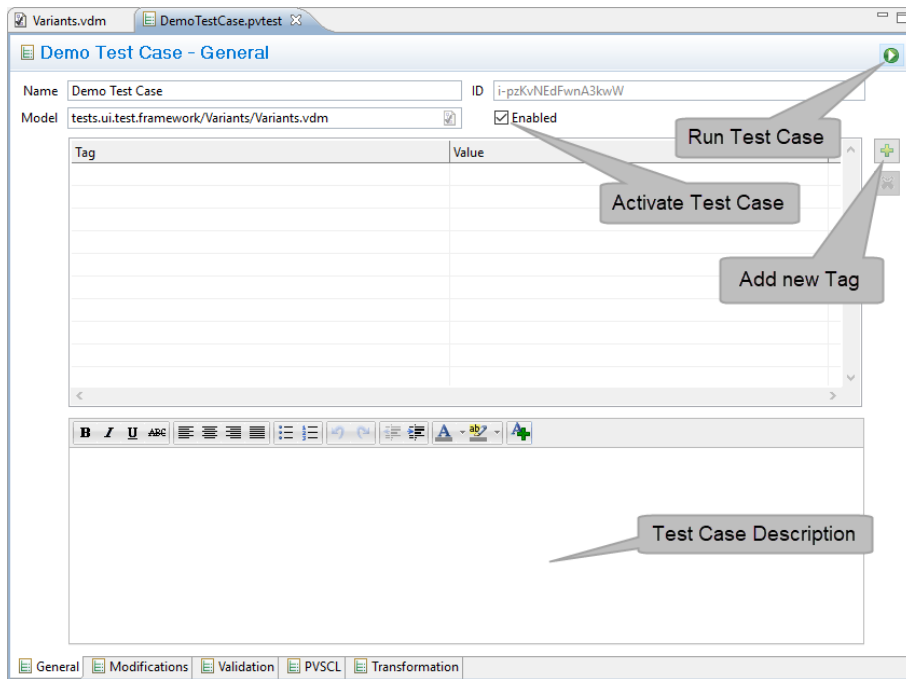 Variants.vdm DemoTestCase.pvtest
Demo Test Case - General
Name Demo Test Case ID i-pzKvNEdFwnA3kwW
Model tests.ui.test.framework/Variants/Variants.vdm Enabled
Run Test Case
Tag Value
Activate Test Case
Add new Tag
B I U ABC A ab A
Test Case Description
General Modifications Validation PVSCL Transformation